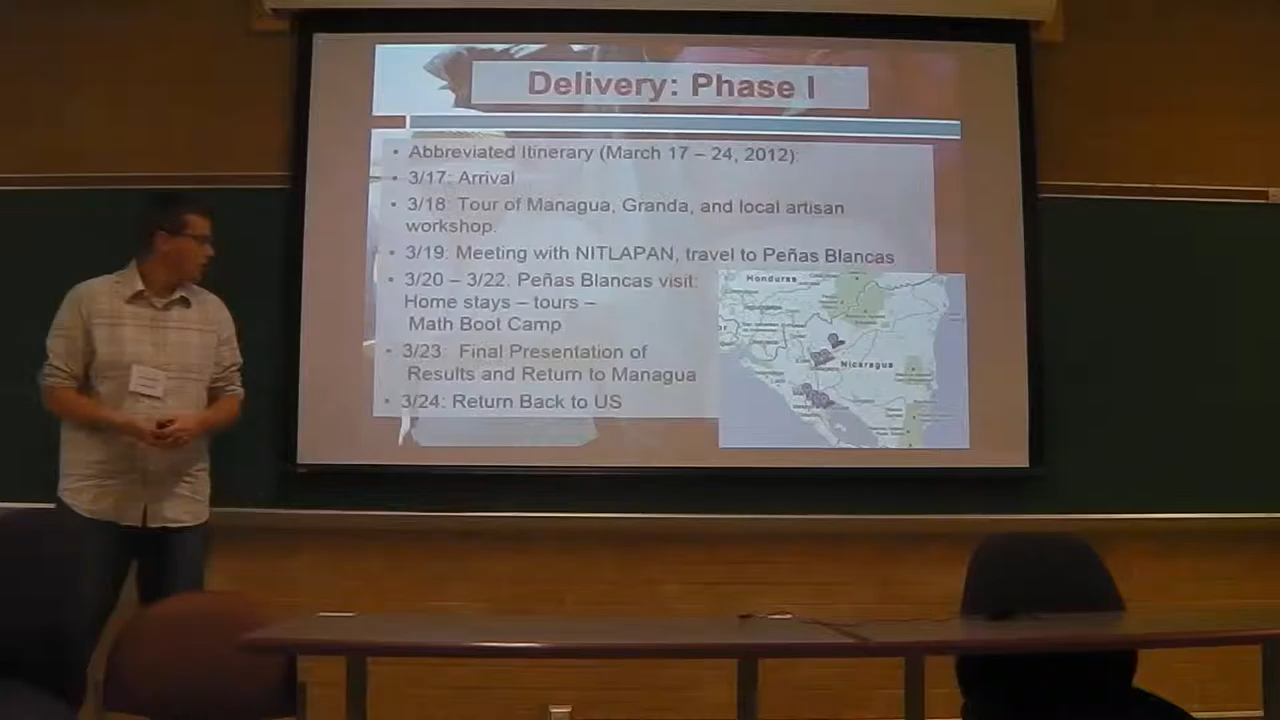 Delivery: Phase I
• Abbreviated Itinerary (March 17 – 24, 2012):
• 3/17: Arrival
• 3/18: Tour of Managua, Granda, and local artisan
workshop.
• 3/19: Meeting with NITLAPAN, travel to Peñas Blancas
• 3/20 – 3/22: Peñas Blancas visit:
Home stays – tours –
Math Boot Camp
• 3/23: Final Presentation of
Results and Return to Managua
• 3/24: Return Back to US
Honduras
Nicaragua